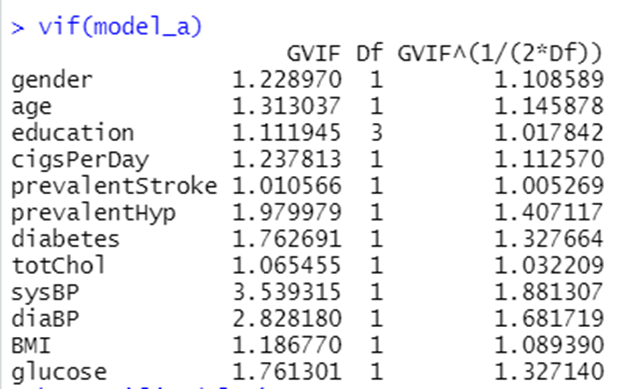 > vif(model_a)
GVIF Df GVIF^(1/(2*Df))
gender 1.228970 1 1.108589
age 1.313037 1 1.145878
education 1.111945 3 1.017842
cigsPerDay 1.237813 1 1.112570
prevalentStroke 1.010566 1 1.005269
prevalentHyp 1.979979 1 1.407117
diabetes 1.762691 1 1.327664
totChol 1.065455 1 1.032209
sysBP 3.539315 1 1.881307
diaBP 2.828180 1 1.681719
BMI 1.186770 1 1.089390
glucose 1.761301 1 1.327140